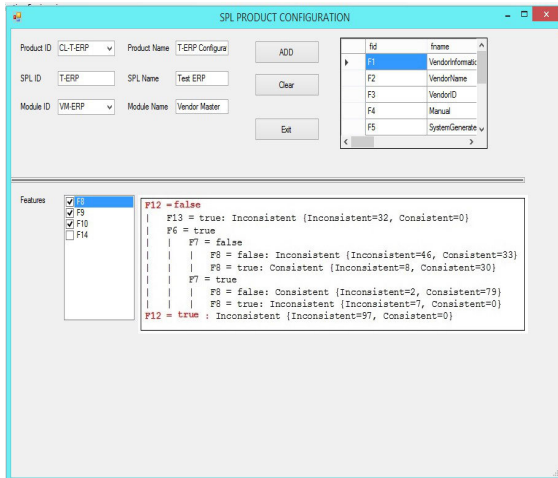 SPL PRODUCT CONFIGURATION
Product ID CL-T-ERP Product Name T-ERP Configura ADD
SPL ID T-ERP SPL Name Test ERP Clear
Module ID VM-ERP Module Name Vendor Master
Exit
fid fname
F1 VendorInformatic
F2 VendorName
F3 VendorID
F4 Manual
F5 SystemGenerate
Features
F8
F9
F10
F14
F12 = false
| F13 = true: Inconsistent {Inconsistent=32, Consistent=0}
| F6 = true
| | F7 = false
| | | F8 = false: Inconsistent {Inconsistent=46, Consistent=33}
| | | F8 = true: Consistent {Inconsistent=8, Consistent=30}
| | F7 = true
| | | F8 = false: Consistent {Inconsistent=2, Consistent=79}
| | | F8 = true: Inconsistent {Inconsistent=7, Consistent=0}
F12 = true : Inconsistent {Inconsistent=97, Consistent=0}